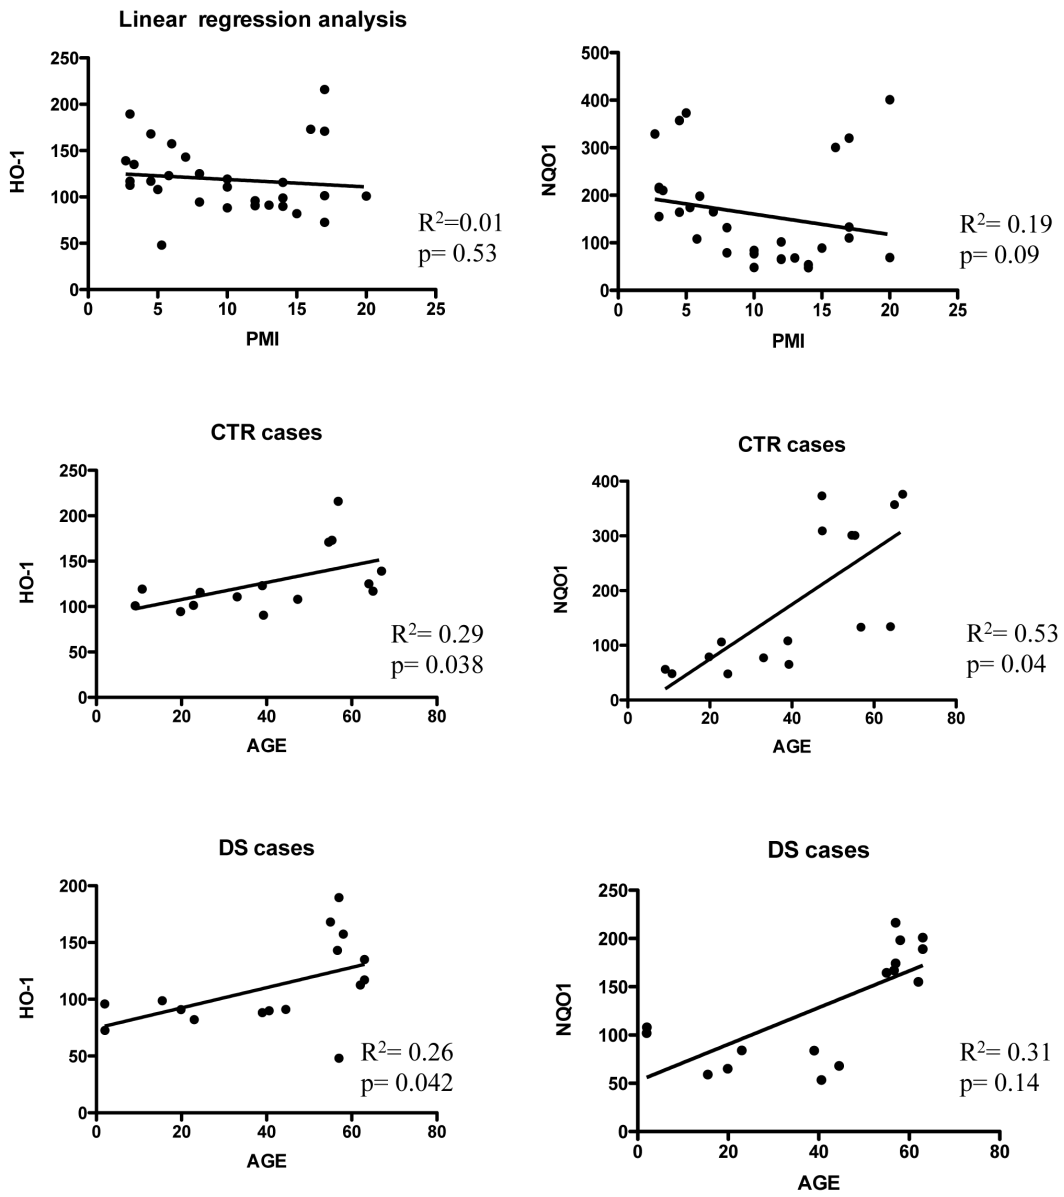 Linear regression analysis
250
200
150
100
50
0
HO-1
0 5 10 15 20 25
PMI
R²=0.01
p= 0.53
500
400
300
200
100
0
NQO1
0 5 10 15 20 25
PMI
R²= 0.19
p= 0.09
CTR cases
250
200
150
100
50
0
HO-1
0 20 40 60 80
AGE
R²= 0.29
p= 0.038
CTR cases
400
300
200
100
0
NQO1
0 20 40 60 80
AGE
R²= 0.53
p= 0.04
DS cases
200
150
100
50
0
HO-1
0 20 40 60 80
AGE
R²= 0.26
p= 0.042
DS cases
250
200
150
100
50
0
NQO1
0 20 40 60 80
AGE
R²= 0.31
p= 0.14